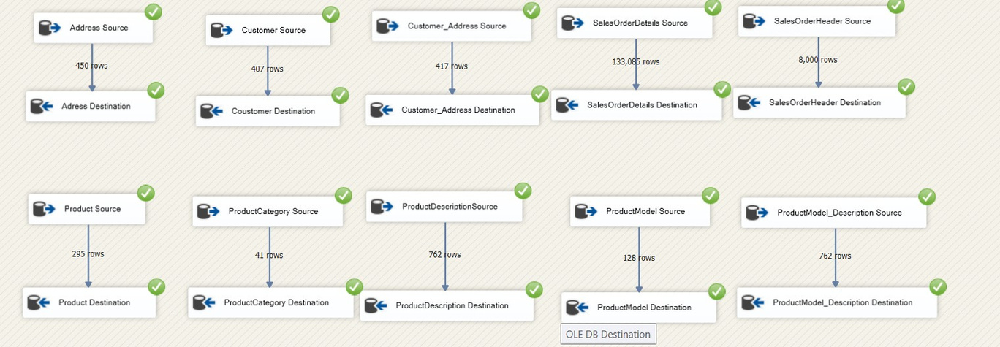 Address Source
Customer Source
Customer_Address Source
SalesOrderDetails Source
SalesOrderHeader Source
450 rows
407 rows
417 rows
133,085 rows
8,000 rows
Adress Destination
Coustomer Destination
Customer_Address Destination
SalesOrderDetails Destination
SalesOrderHeader Destination
Product Source
ProductCategory Source
ProductDescriptionSource
ProductModel Source
ProductModel_Description Source
295 rows
41 rows
762 rows
128 rows
762 rows
Product Destination
ProductCategory Destination
ProductDescription Destination
ProductModel Destination
ProductModel_Description Destination
OLE DB Destination